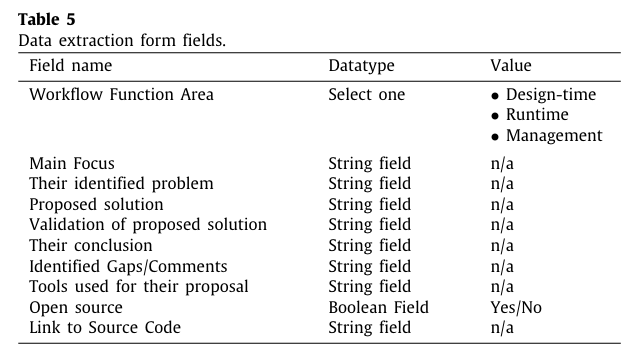 Table 5
Data extraction form fields.
Field name Datatype Value
Workflow Function Area Select one • Design-time
• Runtime
• Management
Main Focus String field n/a
Their identified problem String field n/a
Proposed solution String field n/a
Validation of proposed solution String field n/a
Their conclusion String field n/a
Identified Gaps/Comments String field n/a
Tools used for their proposal String field n/a
Open source Boolean Field Yes/No
Link to Source Code String field n/a